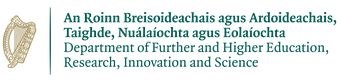 An Roinn Breisoideachais agus Ardoideachais,
Taighde, Nuálaíochta agus Eolaíochta
Department of Further and Higher Education,
Research, Innovation and Science